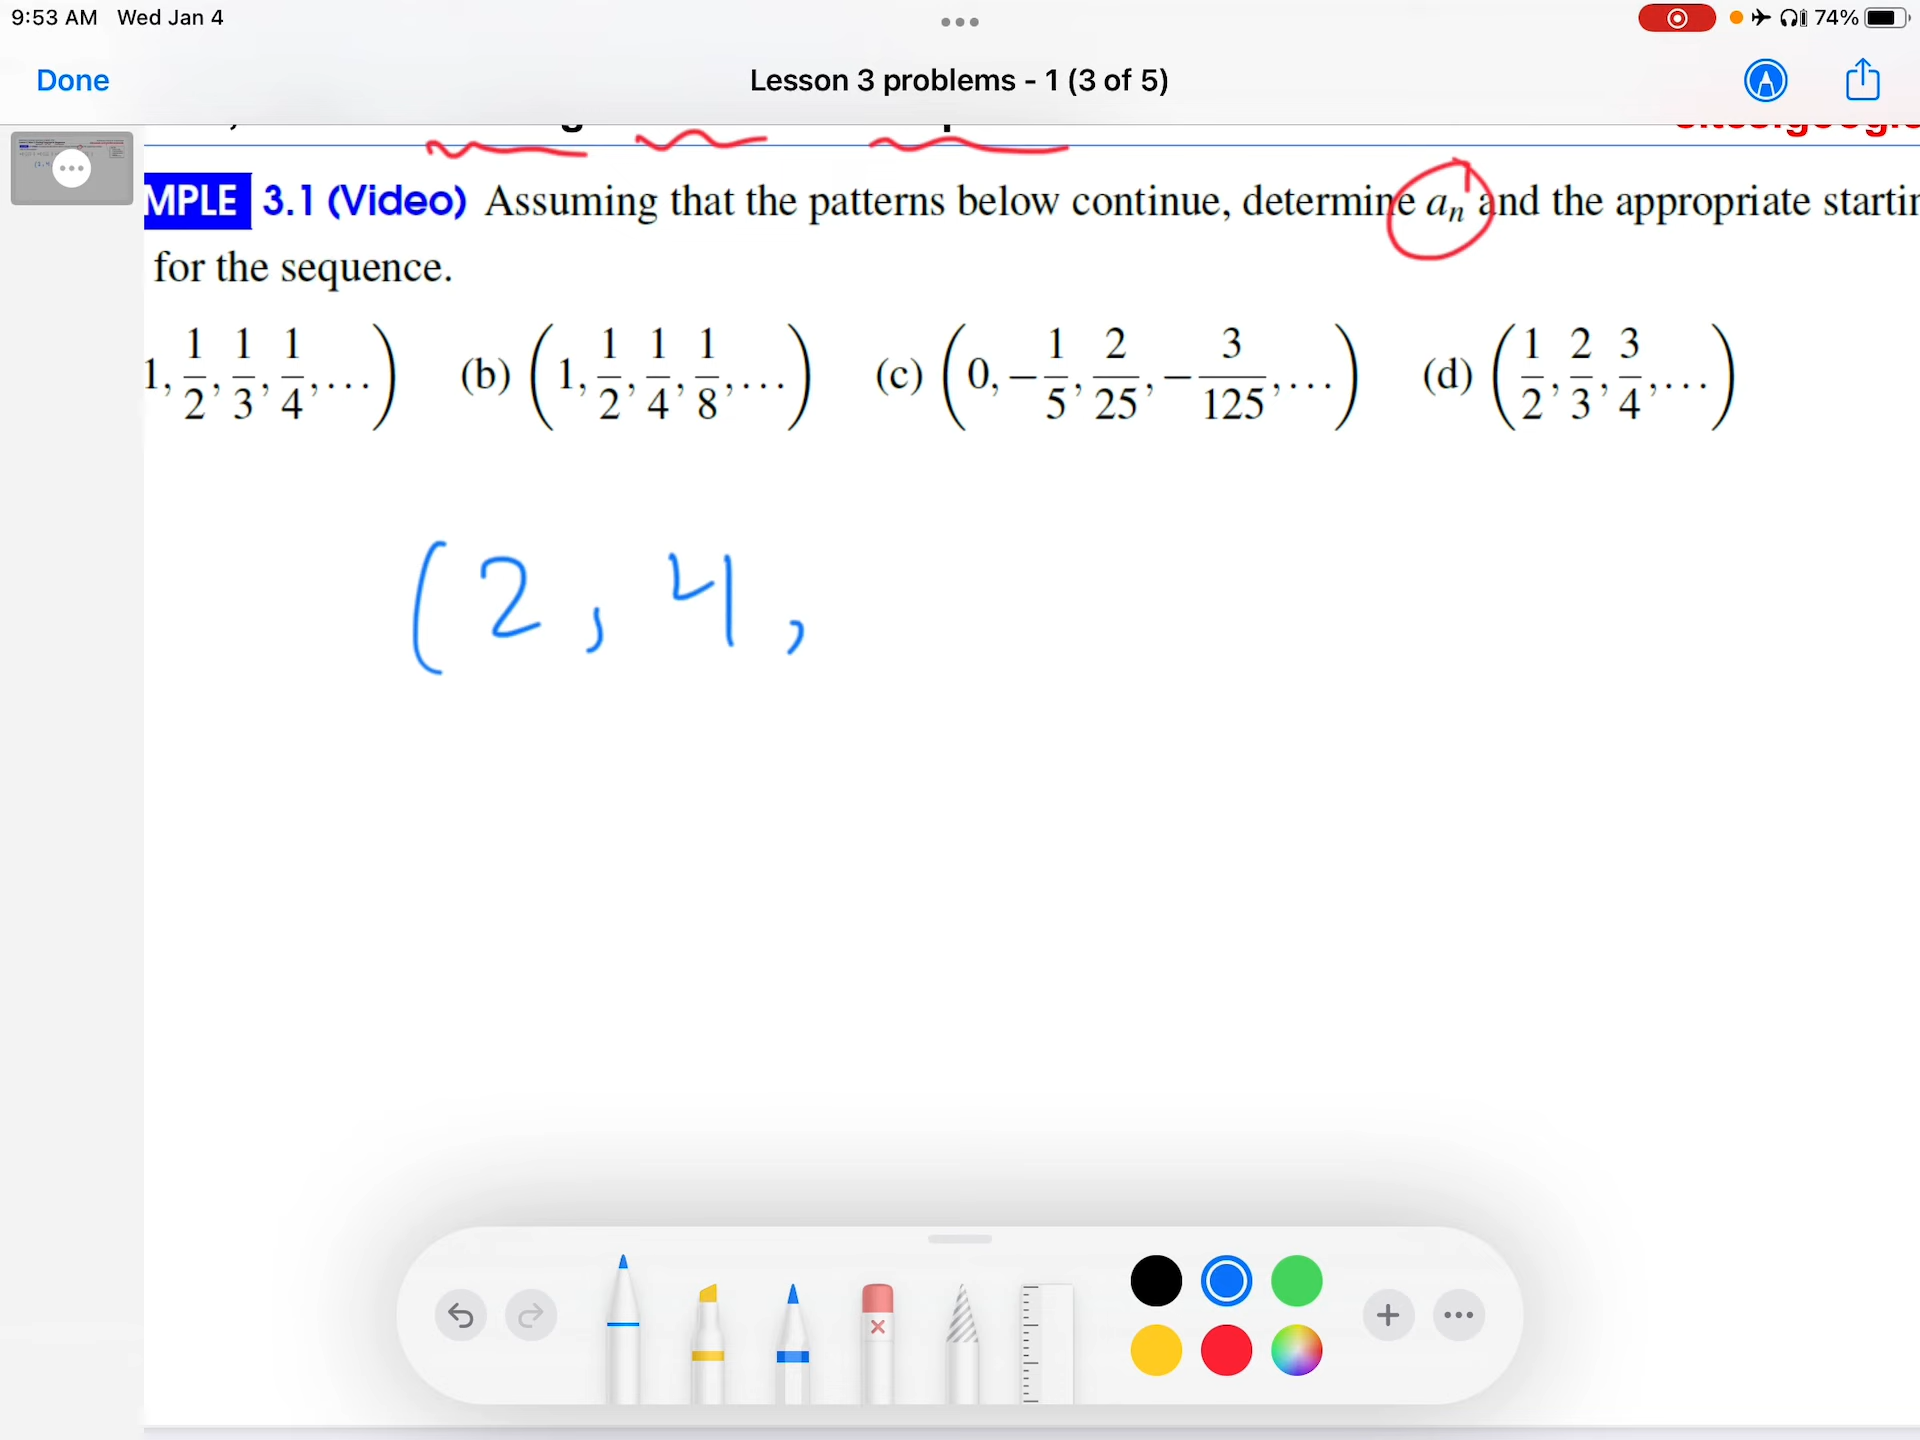 9:53 AM Wed Jan 4
74%
Done
Lesson 3 problems - 1 (3 of 5)
MPLE 3.1 (Video) Assuming that the patterns below continue, determine aₙ and the appropriate startin
for the sequence.
1, 1/2, 1/3, 1/4, ...) (b) (1, 1/2, 1/4, 1/8, ...) (c) (0, -1/5, 2/25, -3/125, ...) (d) (1/2, 2/3, 3/4, ...)
(2, 4,